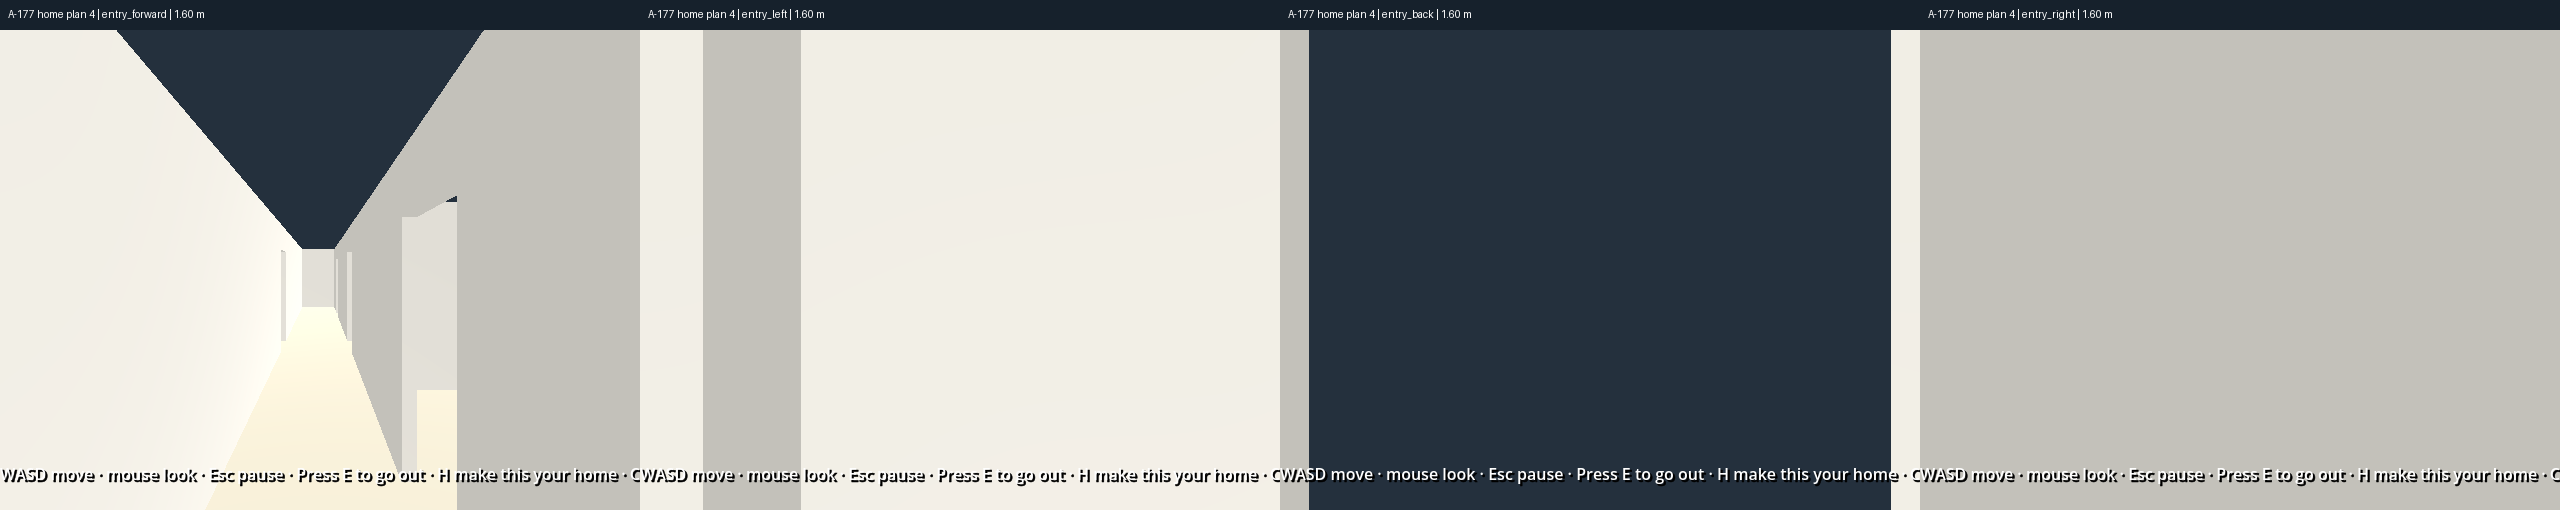 A-177 home plan 4 | entry_forward | 1.60 m
A-177 home plan 4 | entry_left | 1.60 m
A-177 home plan 4 | entry_back | 1.60 m
A-177 home plan 4 | entry_right | 1.60 m
WASD move · mouse look · Esc pause · Press E to go out · H make this your home · C
WASD move · mouse look · Esc pause · Press E to go out · H make this your home · C
WASD move · mouse look · Esc pause · Press E to go out · H make this your home · C
WASD move · mouse look · Esc pause · Press E to go out · H make this your home · C